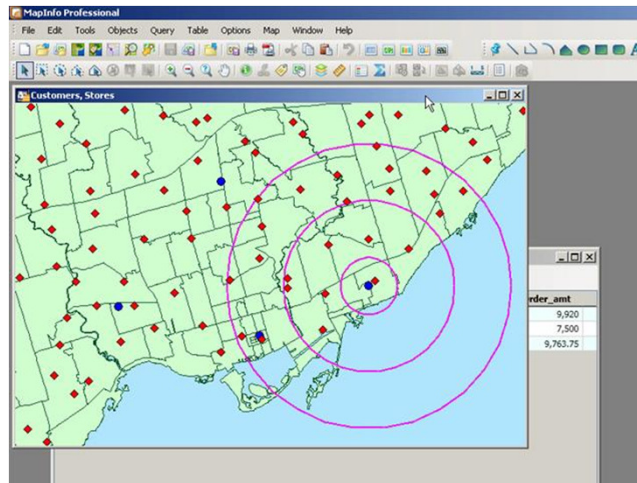 MapInfo Professional
File Edit Tools Objects Query Table Options Map Window Help
Customers, Stores
rder_amt
9,920
7,500
9,763.75